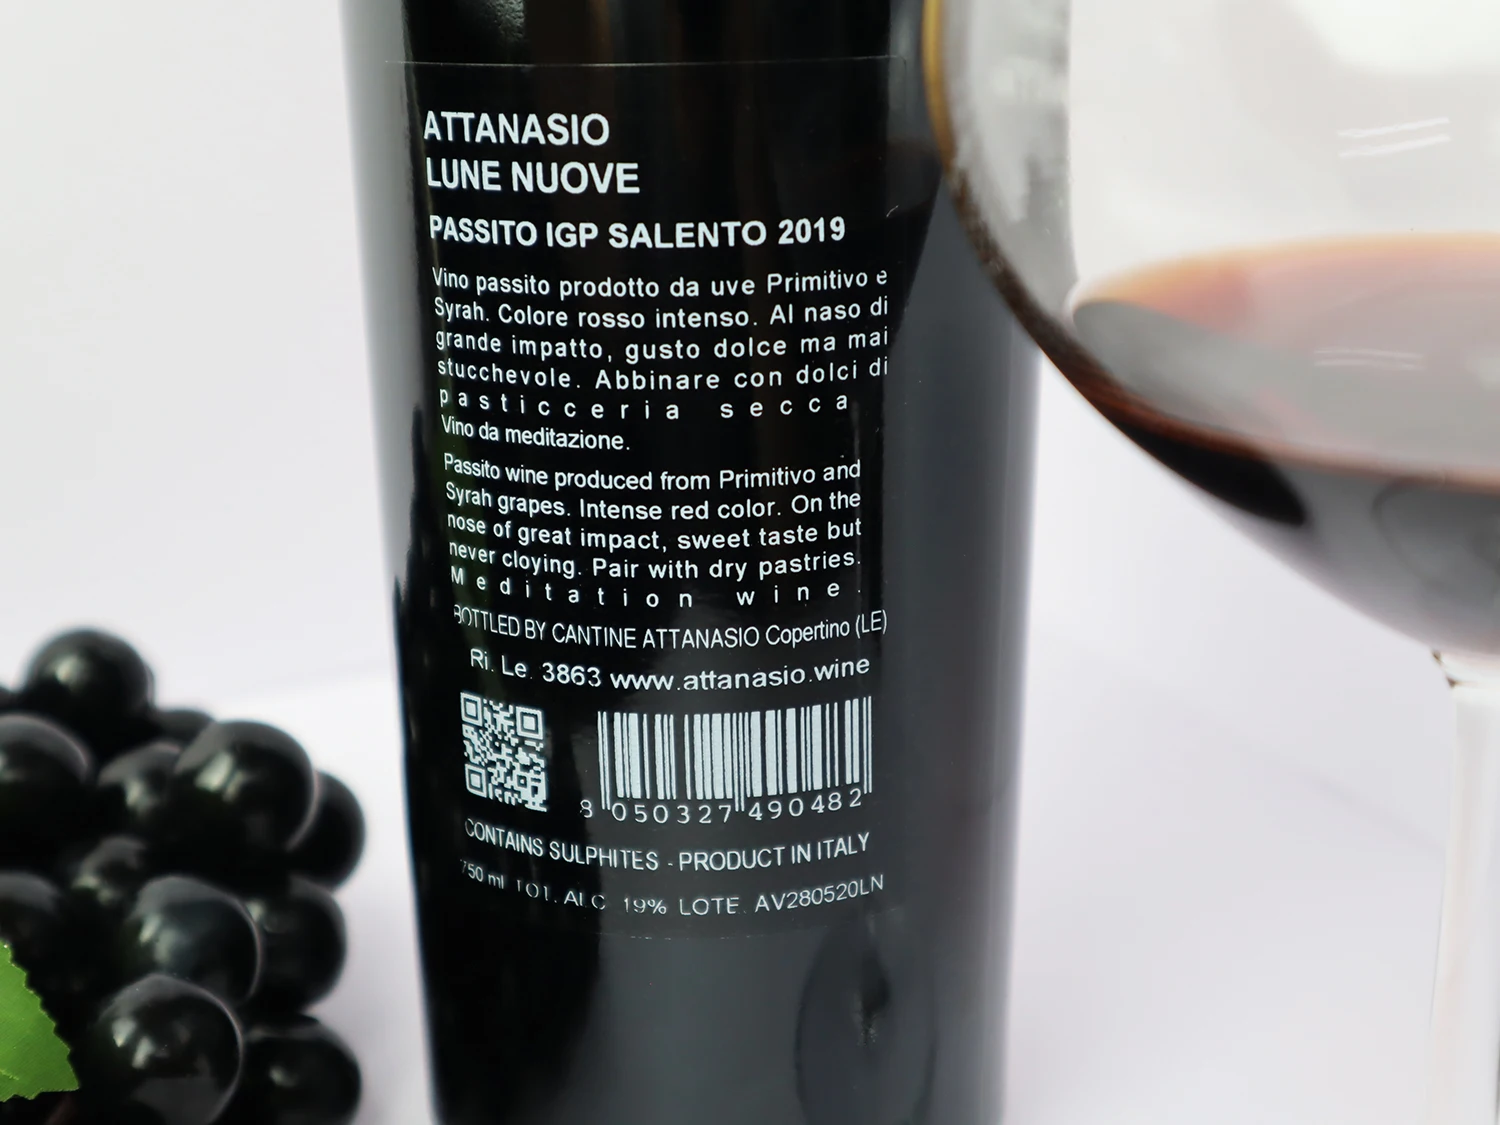 ATTANASIO
LUNE NUOVE
PASSITO IGP SALENTO 2019
Vino passito prodotto da uve Primitivo e
Syrah. Colore rosso intenso. Al naso di
grande impatto, gusto dolce ma mai
stucchevole. Abbinare con dolci di
pasticceria secca
Vino da meditazione.
Passito wine produced from Primitivo and
Syrah grapes. Intense red color. On the
nose of great impact, sweet taste but
never cloying. Pair with dry pastries.
Meditation wine.
BOTTLED BY CANTINE ATTANASIO Copertino (LE)
Ri. Le. 3863 www.attanasio.wine
8 050327 490482
CONTAINS SULPHITES - PRODUCT IN ITALY
750 ml TOT. ALC 19% LOTE. AV280520LN